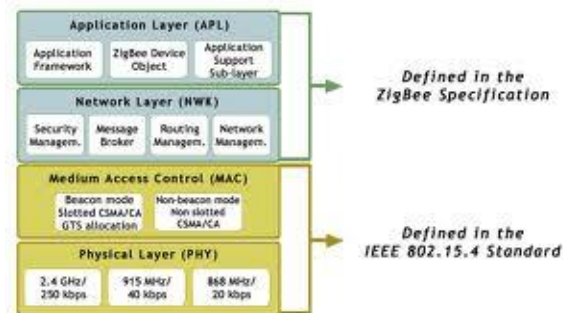 Application Layer (APL)
Application
Framework
ZigBee Device
Object
Application
Support
Sub-layer
Network Layer (NWK)
Security
Managem.
Message
Broker
Routing
Managem.
Network
Managem.
Defined in the
ZigBee Specification
Medium Access Control (MAC)
Beacon mode
Slotted CSMA/CA
GTS allocation
Non-beacon mode
Non slotted
CSMA/CA
Physical Layer (PHY)
2.4 GHz/
250 kbps
915 MHz/
40 kbps
868 MHz/
20 kbps
Defined in the
IEEE 802.15.4 Standard